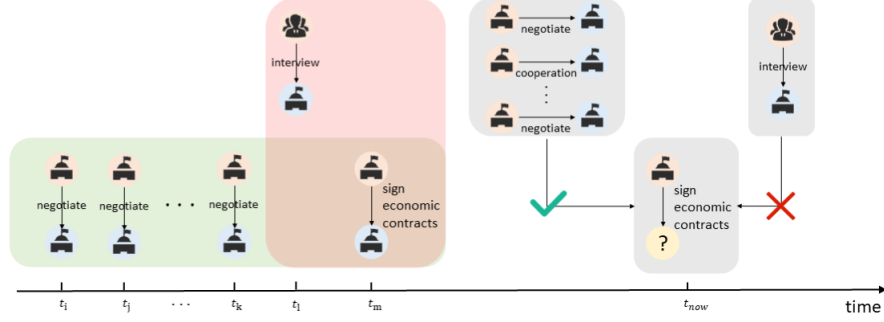 negotiate
interview
cooperation
interview
⋮
negotiate
negotiate negotiate · · · negotiate
sign
economic
contracts
sign
economic
contracts
?
t_i t_j · · · t_k t_l t_m t_now
time